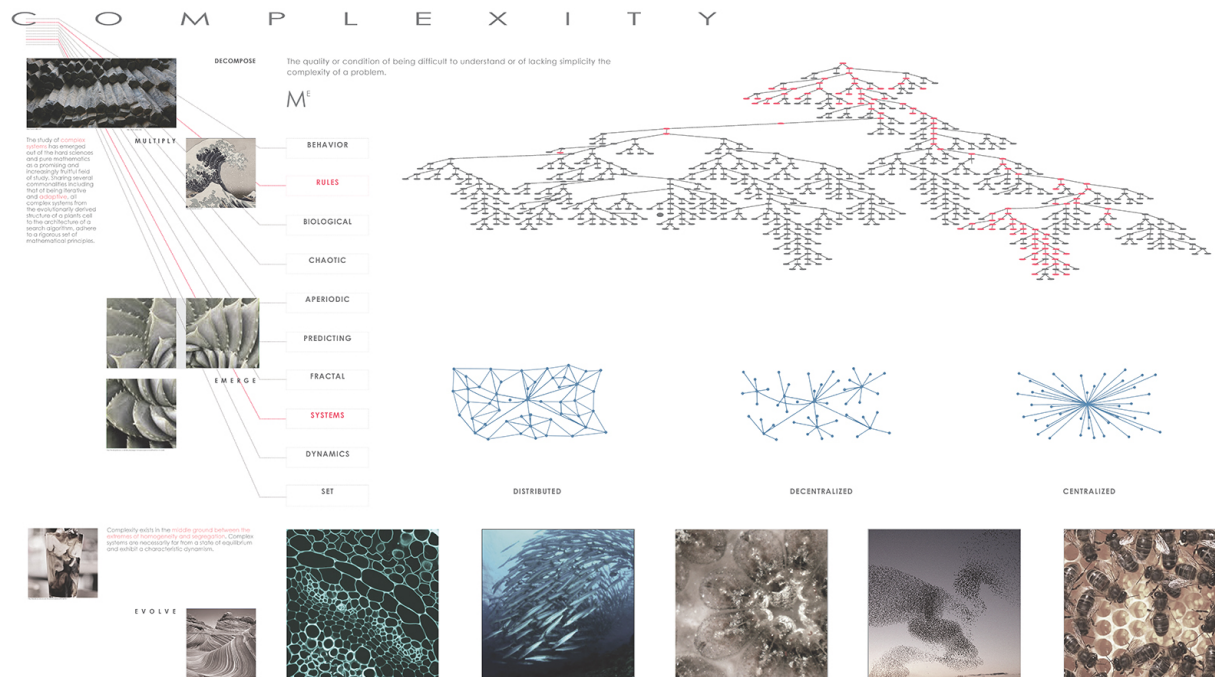 COMPLEXITY
DECOMPOSE
The quality or condition of being difficult to understand or of lacking simplicity the
complexity of a problem.
M^E
MULTIPLY
The study of complex
systems has emerged
out of the hard sciences
and pure mathematics
as a promising and
increasingly fruitful field
of study. Sharing several
commonalities including
that of being iterative
and adaptive, all
complex systems from
the evolutionarily derived
structure of a plants cell
to the architecture of a
search algorithm, adhere
to a rigorous set of
mathematical principles.
BEHAVIOR
RULES
BIOLOGICAL
CHAOTIC
APERIODIC
PREDICTING
FRACTAL
SYSTEMS
DYNAMICS
SET
EMERGE
DISTRIBUTED
DECENTRALIZED
CENTRALIZED
Complexity exists in the middle ground between the
extremes of homogeneity and segregation. Complex
systems are necessarily far from a state of equilibrium
and exhibit a characteristic dynamism.
EVOLVE